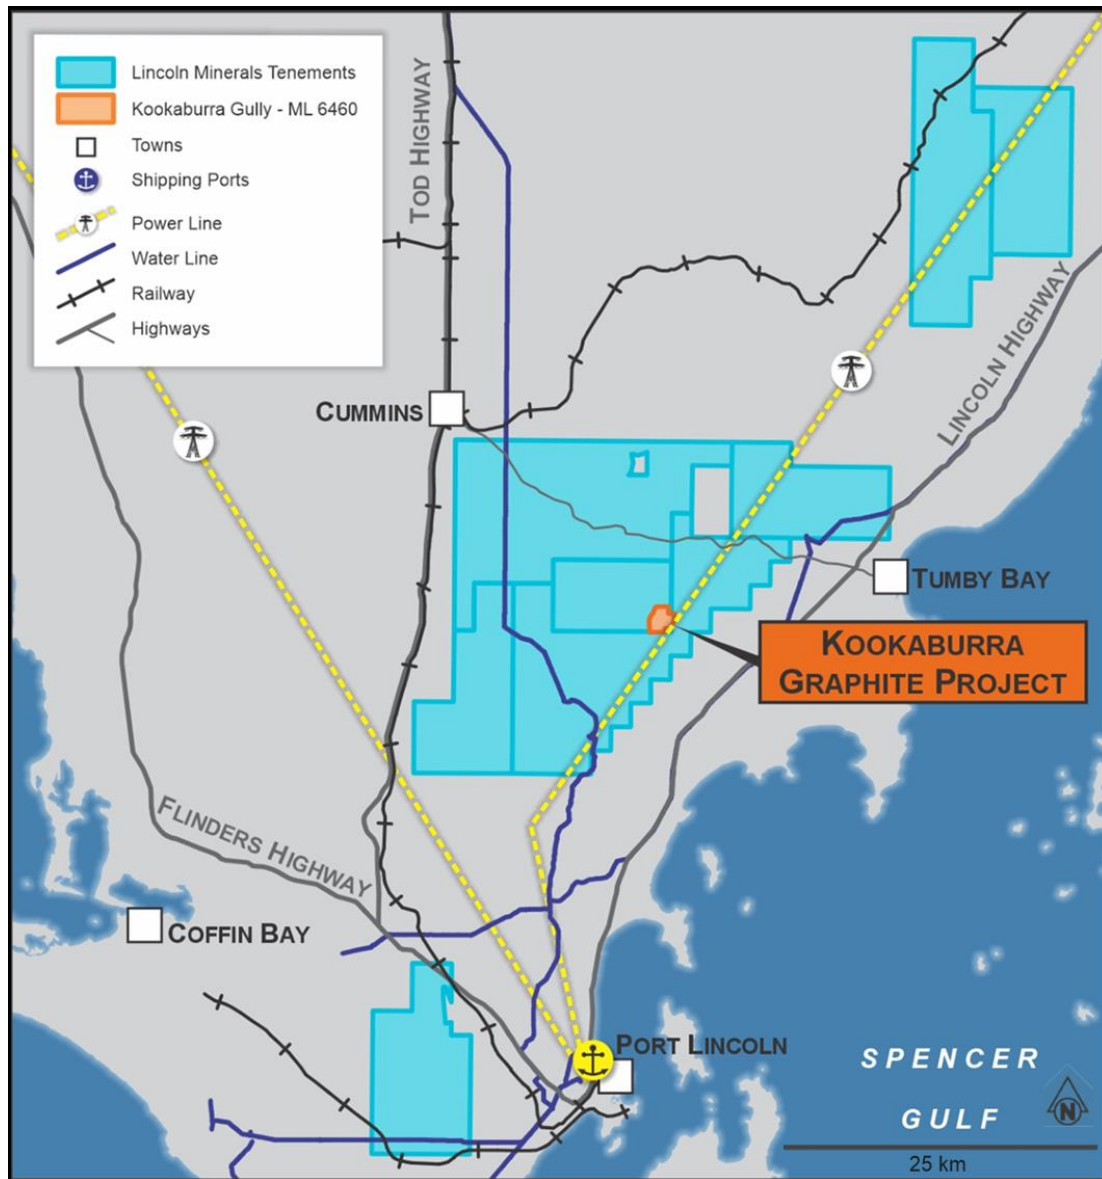 Lincoln Minerals Tenements
Kookaburra Gully - ML 6460
Towns
Shipping Ports
Power Line
Water Line
Railway
Highways
TOD HIGHWAY
LINCOLN HIGHWAY
CUMMINS
TUMBY BAY
KOOKABURRA
GRAPHITE PROJECT
FLINDERS HIGHWAY
COFFIN BAY
PORT LINCOLN
SPENCER
GULF
N
25 km